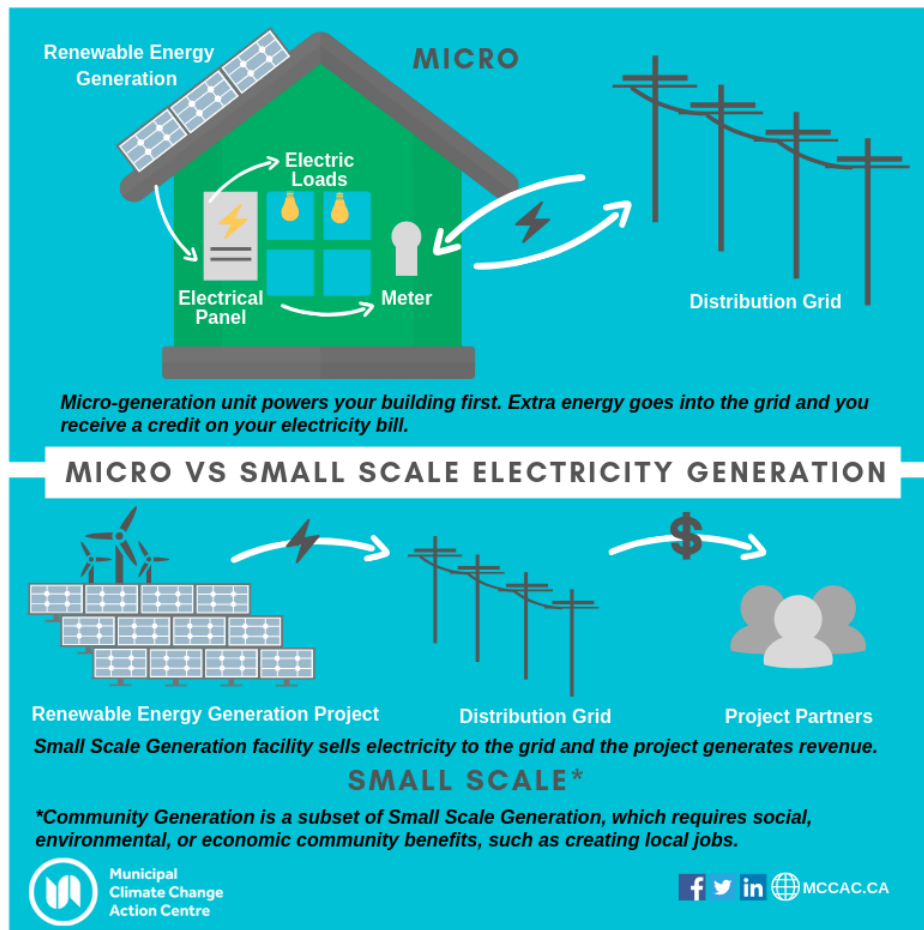 Renewable Energy
Generation
MICRO
Electric
Loads
Electrical
Panel
Meter
Distribution Grid
Micro-generation unit powers your building first. Extra energy goes into the grid and you
receive a credit on your electricity bill.
MICRO VS SMALL SCALE ELECTRICITY GENERATION
$
Renewable Energy Generation Project
Distribution Grid
Project Partners
Small Scale Generation facility sells electricity to the grid and the project generates revenue.
SMALL SCALE*
*Community Generation is a subset of Small Scale Generation, which requires social,
environmental, or economic community benefits, such as creating local jobs.
Municipal
Climate Change
Action Centre
f in MCCAC.CA